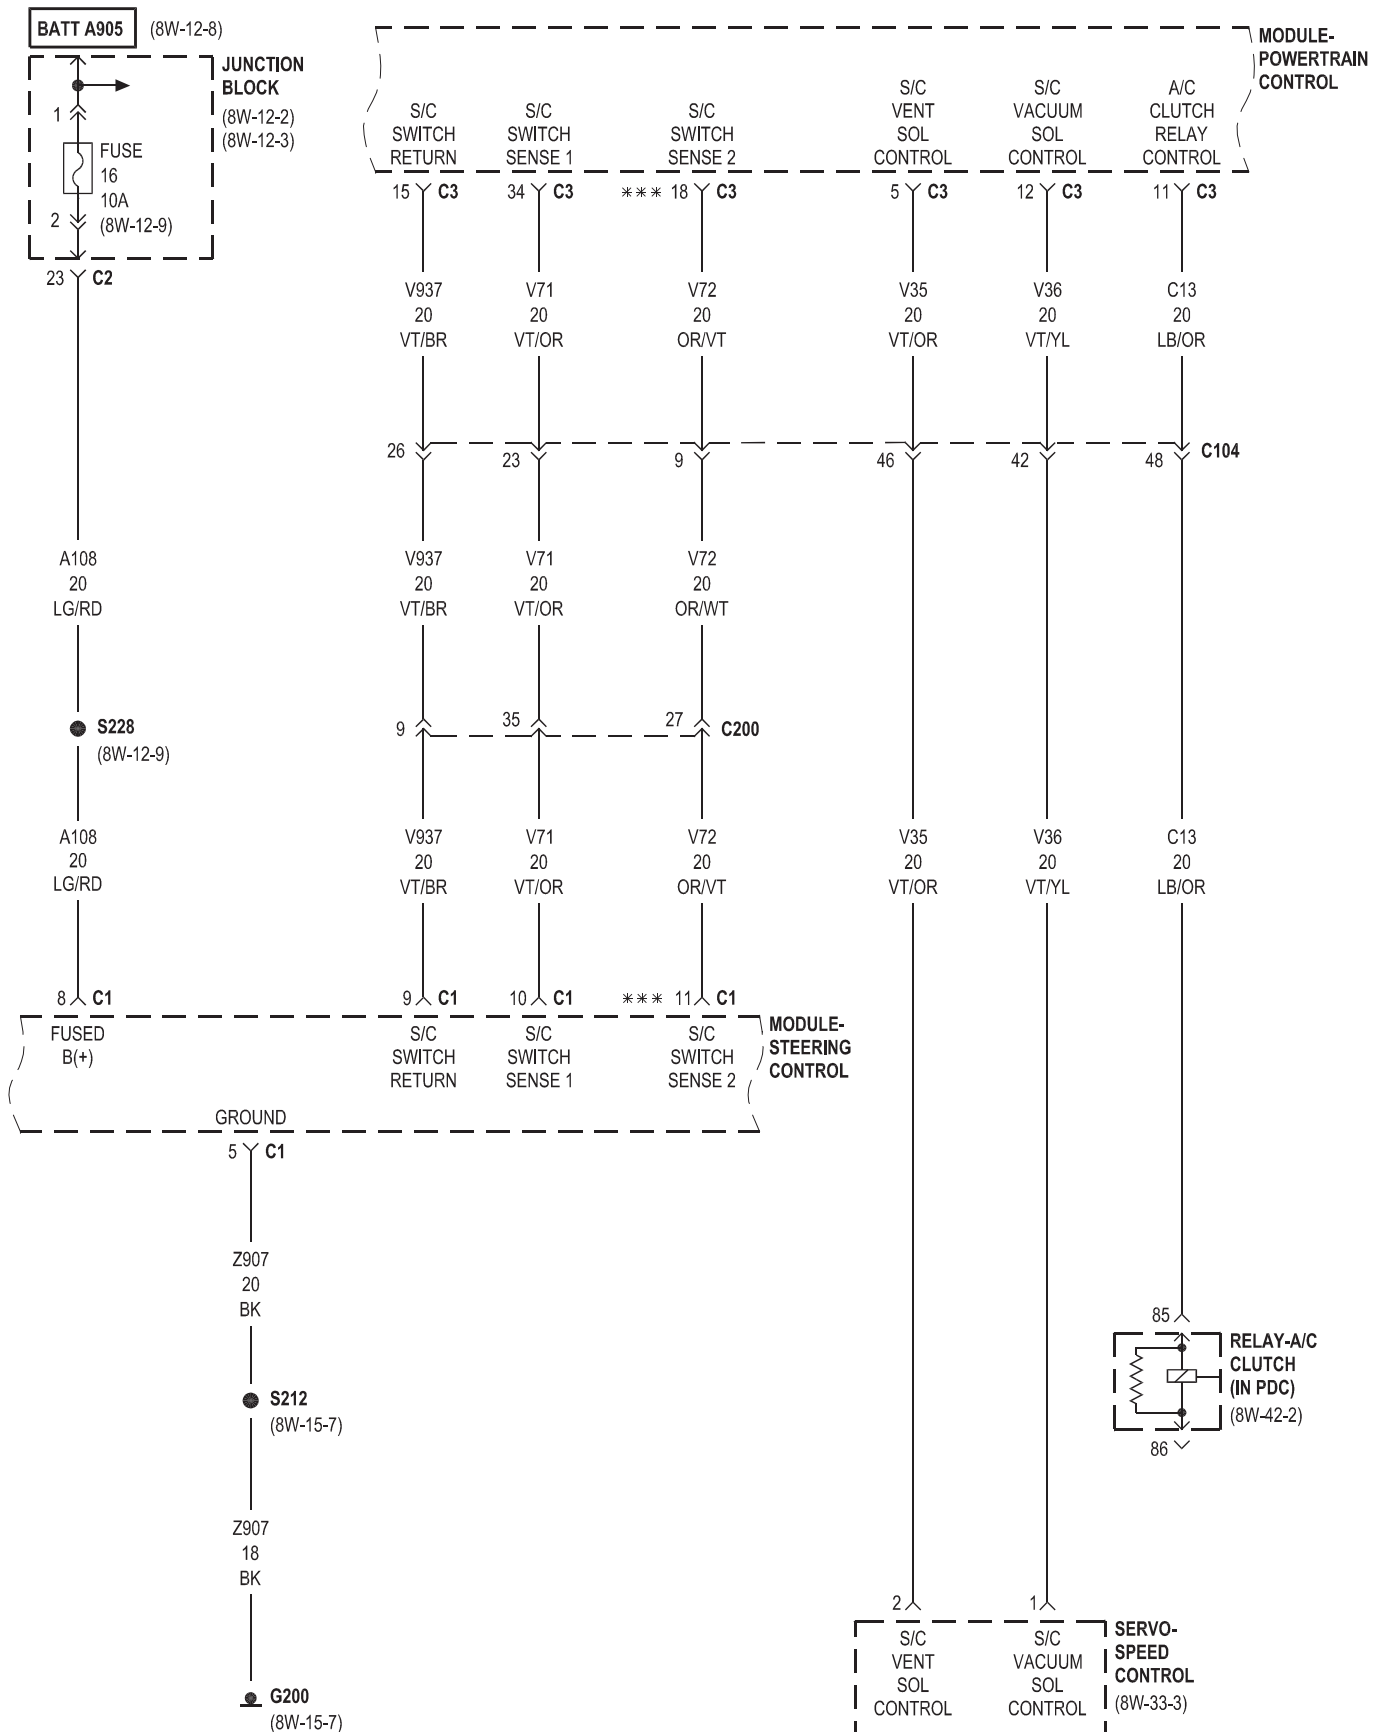 BATT A905 (8W-12-8)
JUNCTION
BLOCK
(8W-12-2)
(8W-12-3)
1
FUSE
16
10A
(8W-12-9)
2
23 C2
MODULE-
POWERTRAIN
CONTROL
S/C
SWITCH
RETURN
S/C
SWITCH
SENSE 1
S/C
SWITCH
SENSE 2
S/C
VENT
SOL
CONTROL
S/C
VACUUM
SOL
CONTROL
A/C
CLUTCH
RELAY
CONTROL
15 C3 34 C3 *** 18 C3 5 C3 12 C3 11 C3
V937 V71 V72 V35 V36 C13
20 20 20 20 20 20
VT/BR VT/OR OR/VT VT/OR VT/YL LB/OR
26 23 9 46 42 48 C104
A108 V937 V71 V72
20 20 20 20
LG/RD VT/BR VT/OR OR/WT
S228
(8W-12-9)
9 35 27 C200
A108 V937 V71 V72 V35 V36 C13
20 20 20 20 20 20 20
LG/RD VT/BR VT/OR OR/VT VT/OR VT/YL LB/OR
8 C1 9 C1 10 C1 *** 11 C1
FUSED
B(+)
S/C
SWITCH
RETURN
S/C
SWITCH
SENSE 1
S/C
SWITCH
SENSE 2
MODULE-
STEERING
CONTROL
GROUND
5 C1
Z907
20
BK
85
RELAY-A/C
CLUTCH
(IN PDC)
(8W-42-2)
86
S212
(8W-15-7)
Z907
18
BK
G200
(8W-15-7)
2 1
S/C
VENT
SOL
CONTROL
S/C
VACUUM
SOL
CONTROL
SERVO-
SPEED
CONTROL
(8W-33-3)